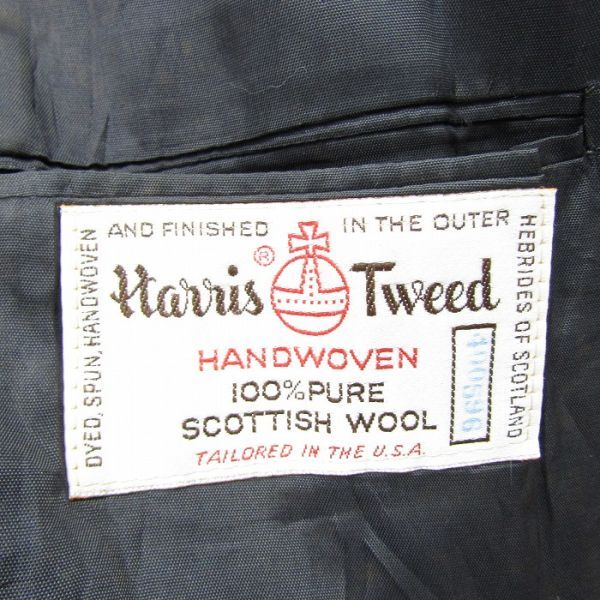 DYED, SPUN, HANDWOVEN
AND FINISHED IN THE OUTER
HEBRIDES OF SCOTLAND
Harris® Tweed
HANDWOVEN
100% PURE
SCOTTISH WOOL
TAILORED IN THE U.S.A.